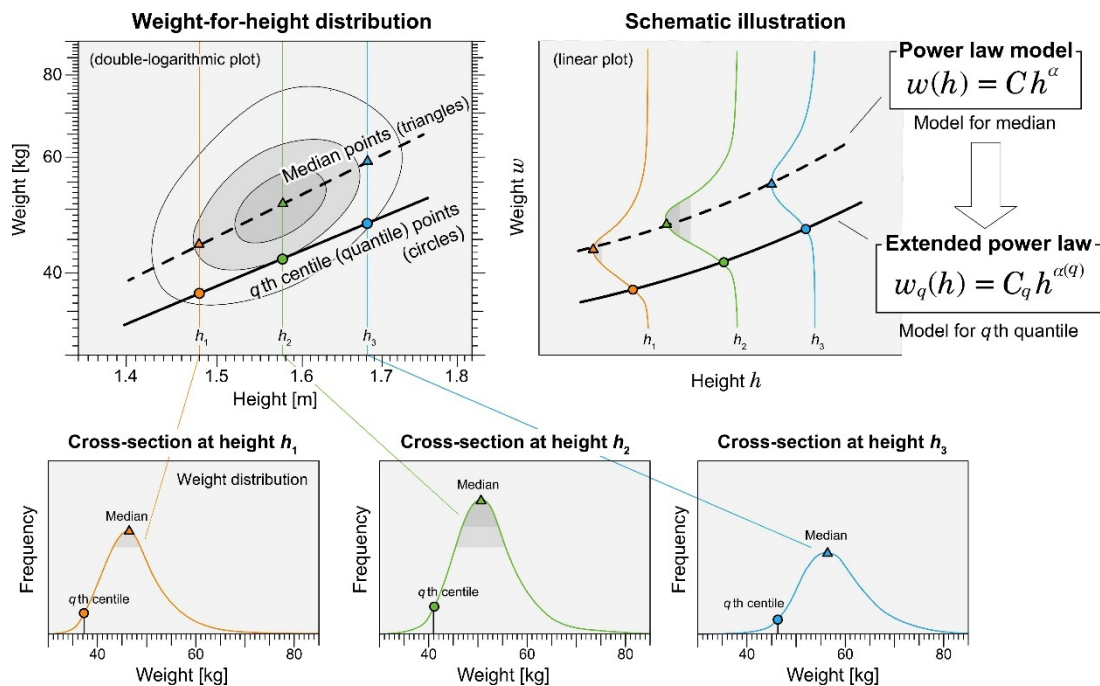 Weight-for-height distribution
(double-logarithmic plot)
Median points (triangles)
q th centile (quantile) points
(circles)
Weight [kg]
80
60
40
h1
h2
h3
1.4
1.5
1.6
1.7
1.8
Height [m]
Schematic illustration
(linear plot)
Weight w
h1
h2
h3
Height h
Power law model
w(h) = C h^α
Model for median
Extended power law
w_q(h) = C_q h^α(q)
Model for q th quantile
Cross-section at height h1
Weight distribution
Median
q th centile
Frequency
40
60
80
Weight [kg]
Cross-section at height h2
Median
q th centile
Frequency
40
60
80
Weight [kg]
Cross-section at height h3
Median
q th centile
Frequency
40
60
80
Weight [kg]